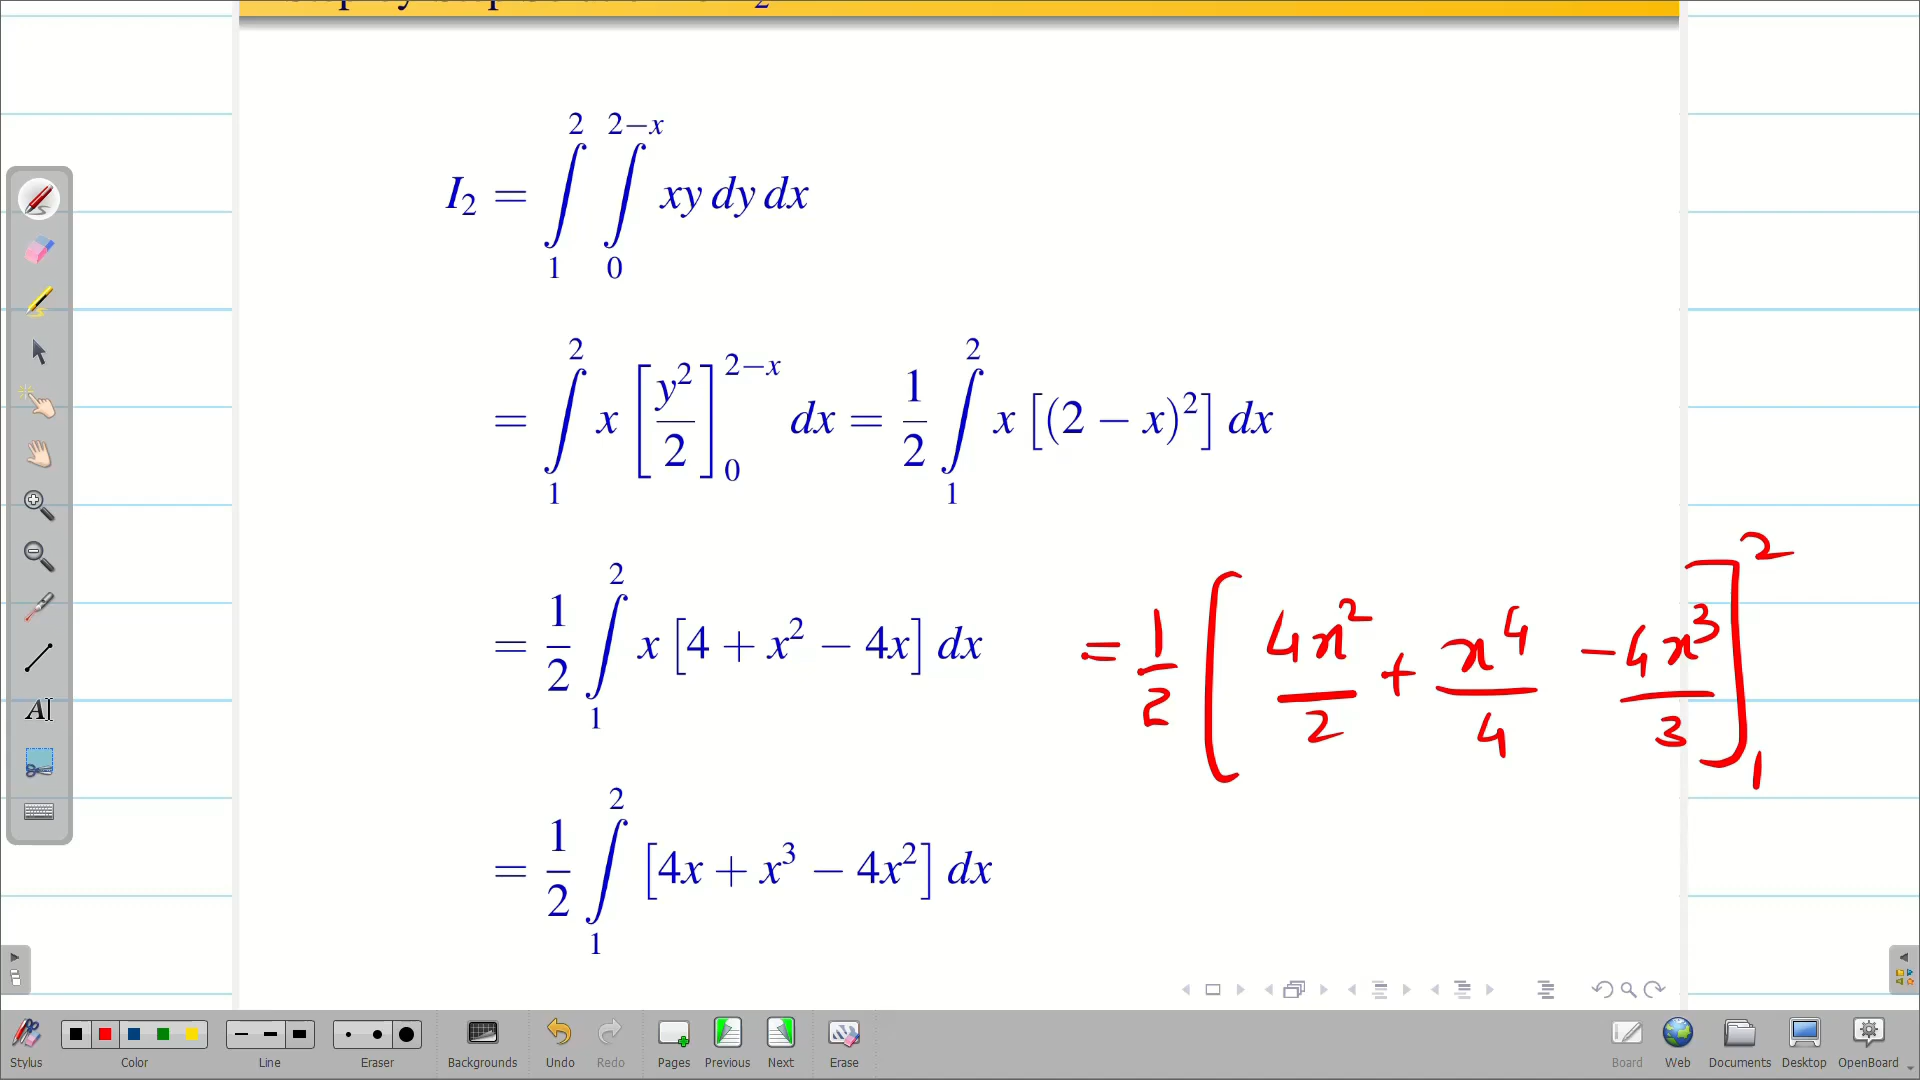 I₂ = ∫₁² ∫₀^{2−x} xy dy dx
= ∫₁² x [y²/2]₀^{2−x} dx = 1/2 ∫₁² x [(2 − x)²] dx
= 1/2 ∫₁² x [4 + x² − 4x] dx = 1/2 [4x²/2 + x⁴/4 − 4x³/3]₁²
= 1/2 ∫₁² [4x + x³ − 4x²] dx
Stylus Color Line Eraser Backgrounds Undo Redo Pages Previous Next Erase Board Web Documents Desktop OpenBoard